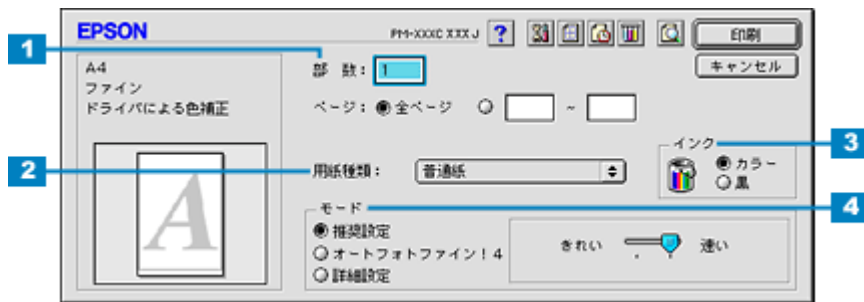 EPSON PM-XXXC XXX J ? 印刷
キャンセル
1
A4
ファイン
ドライバによる色補正
部 数： 1
ページ： 全ページ ~
2
用紙種類： 普通紙
3
インク
カラー
黒
4
モード
推奨設定
オートフォトファイン！4
詳細設定
きれい 速い
A